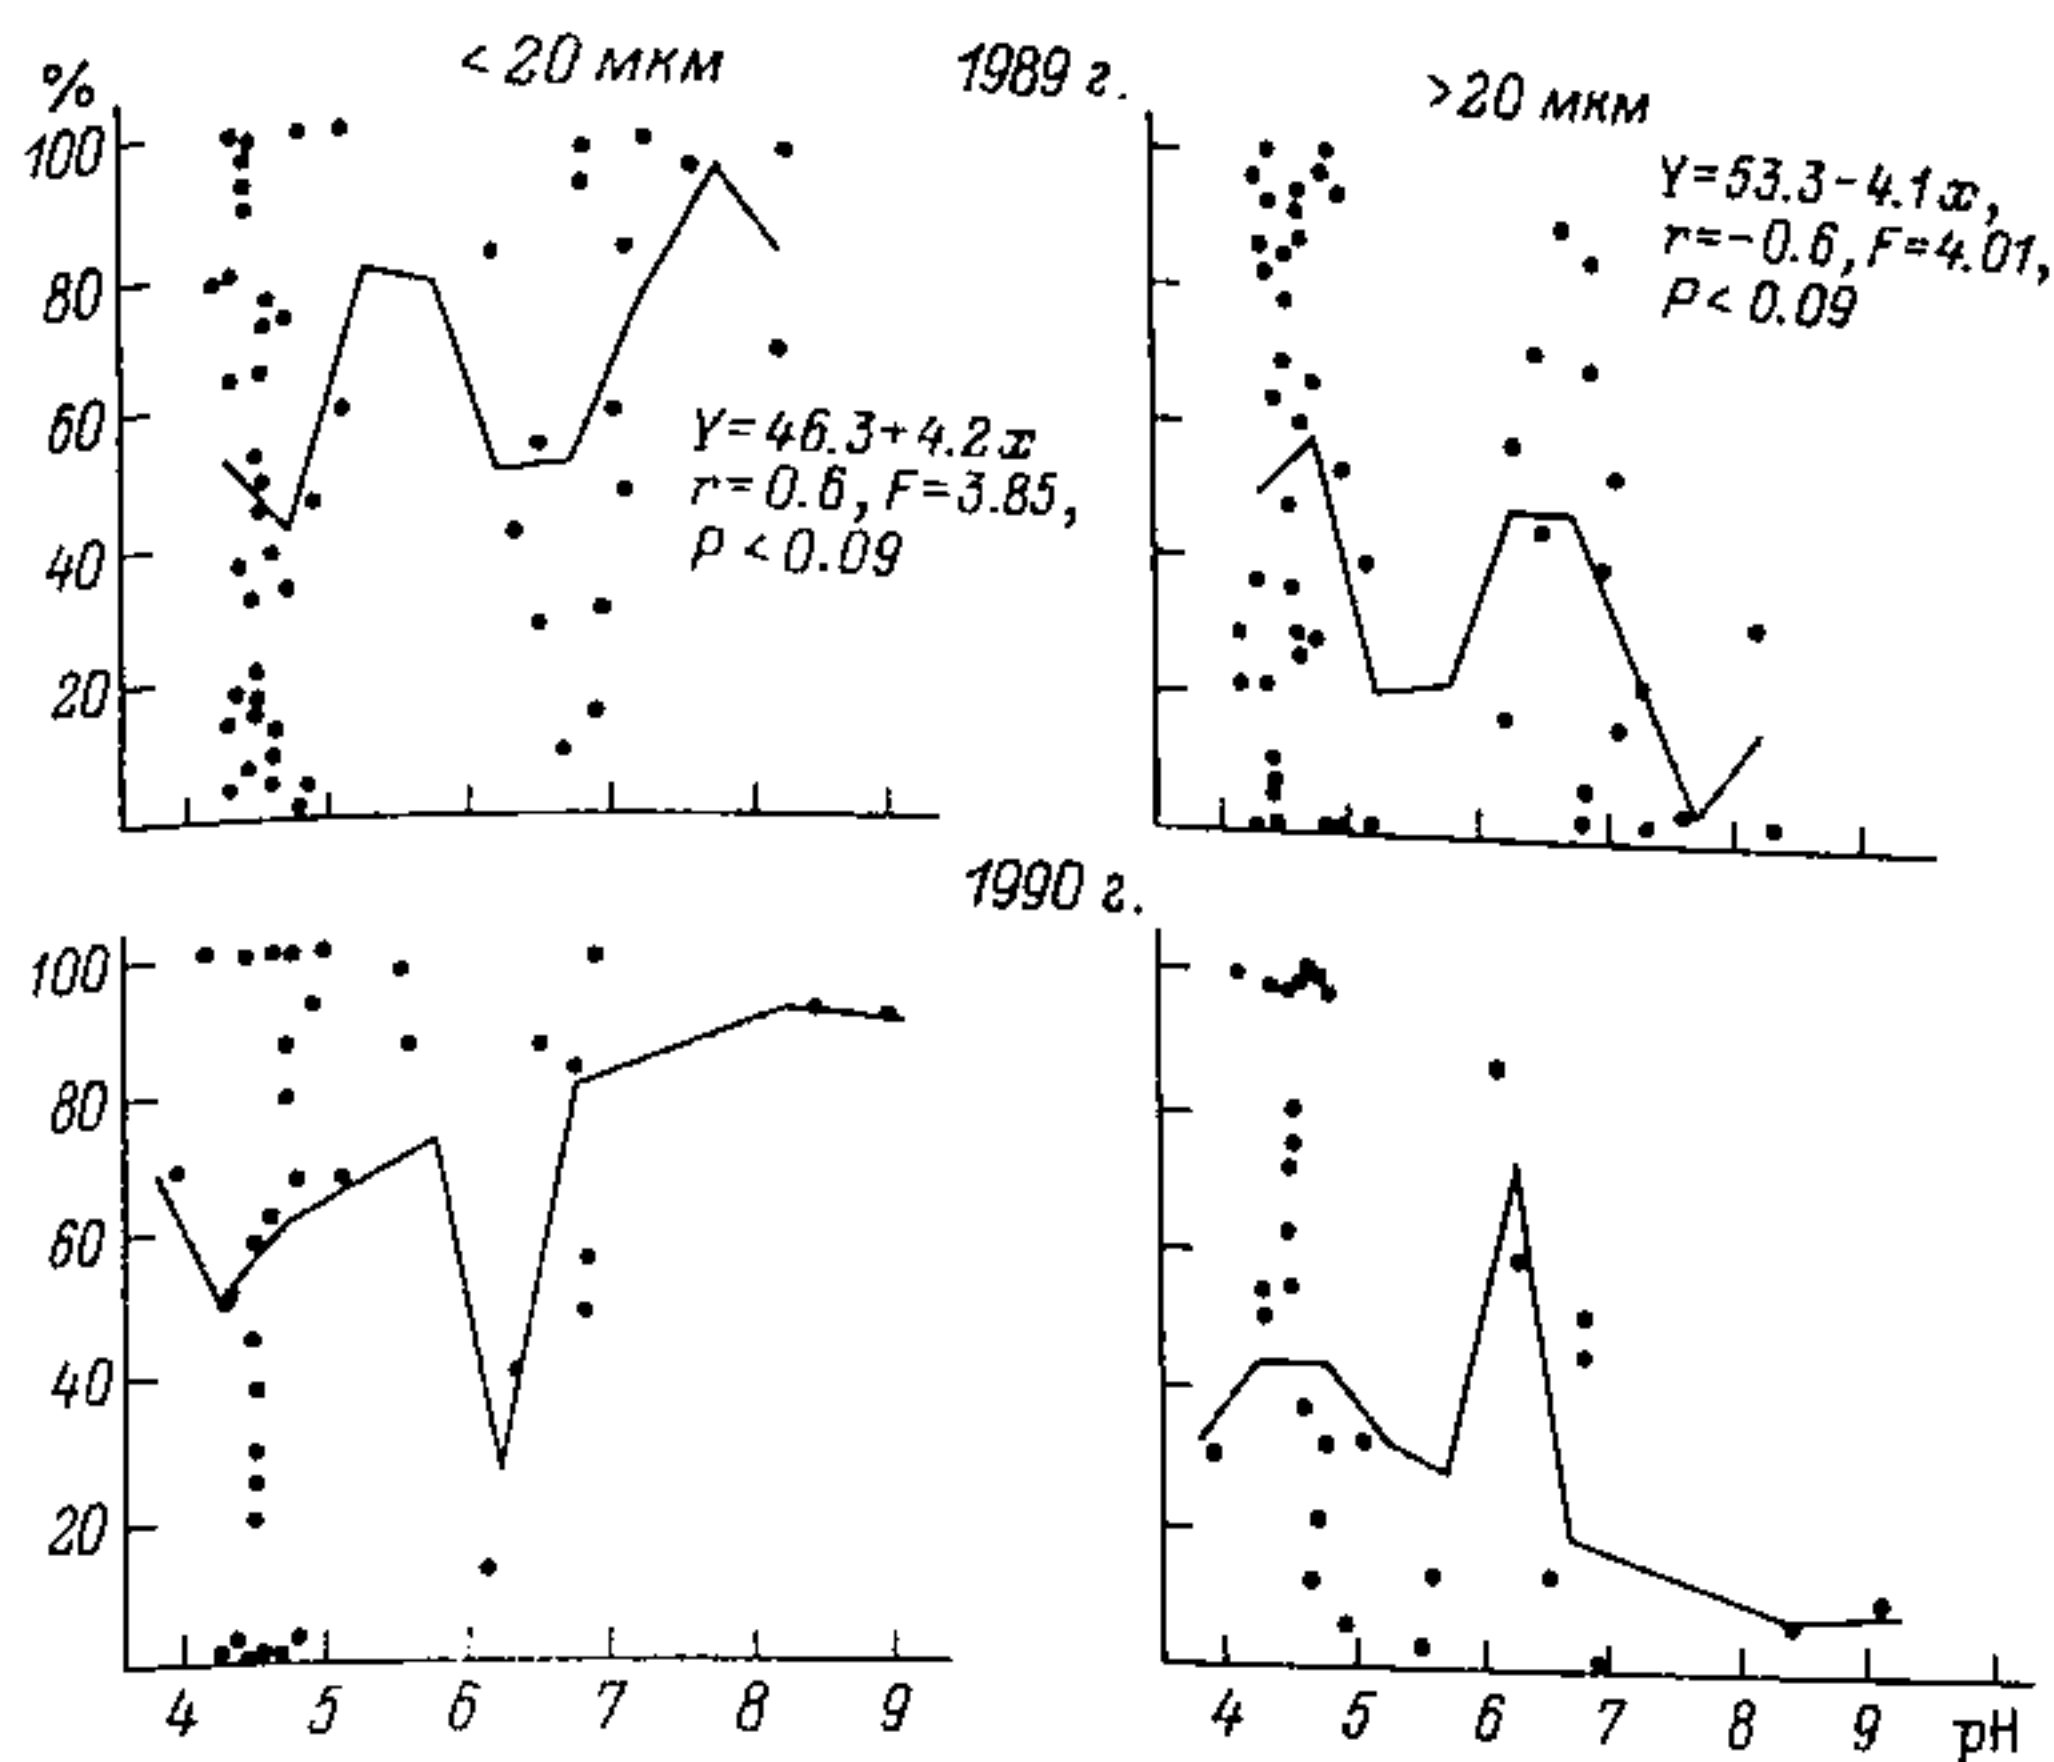 < 20 мкм
1989 г.
>20 мкм
%
100
80
60
40
20
Y=46.3+4.2x
r=0.6, F=3.85,
P<0.09
Y=53.3-4.1x,
r=-0.6, F=4.01,
P<0.09
1990 г.
100
80
60
40
20
4 5 6 7 8 9
4 5 6 7 8 9 pH